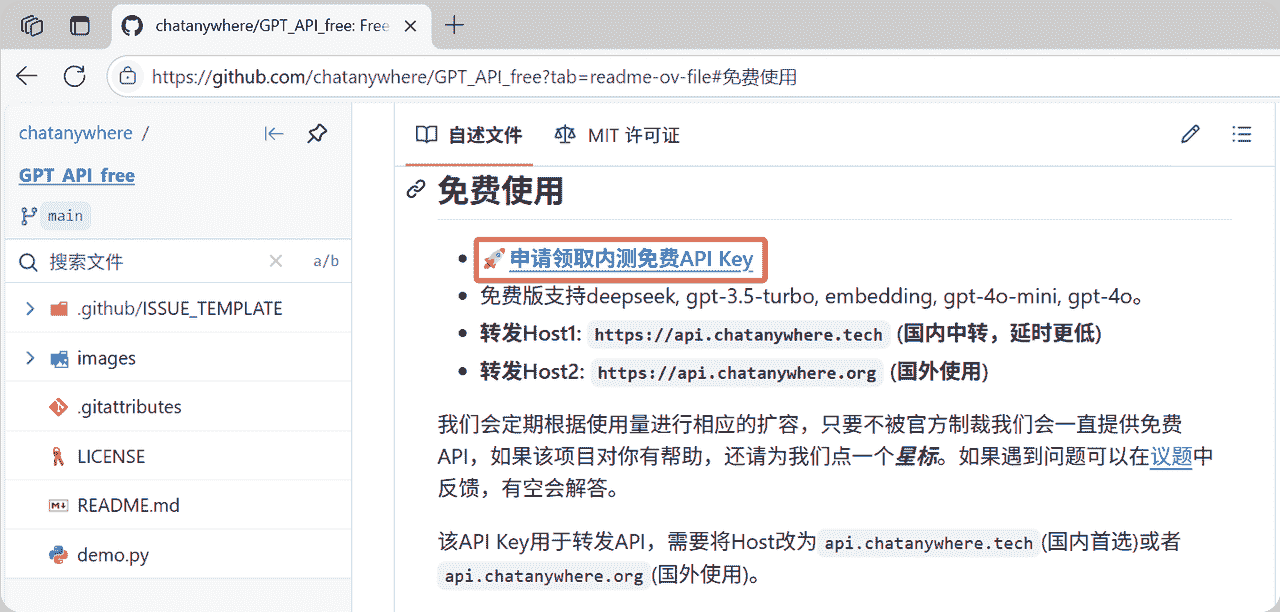 chatanywhere/GPT_API_free: Free
https://github.com/chatanywhere/GPT_API_free?tab=readme-ov-file#免费使用
chatanywhere /
GPT_API_free
main
搜索文件
a/b
.github/ISSUE_TEMPLATE
images
.gitattributes
LICENSE
README.md
demo.py
自述文件
MIT 许可证
免费使用
申请领取内测免费API Key
免费版支持deepseek, gpt-3.5-turbo, embedding, gpt-4o-mini, gpt-4o。
转发Host1: https://api.chatanywhere.tech (国内中转，延时更低)
转发Host2: https://api.chatanywhere.org (国外使用)
我们会定期根据使用量进行相应的扩容，只要不被官方制裁我们会一直提供免费
API，如果该项目对你有帮助，还请为我们点一个星标。如果遇到问题可以在议题中
反馈，有空会解答。
该API Key用于转发API，需要将Host改为 api.chatanywhere.tech (国内首选)或者
api.chatanywhere.org (国外使用)。